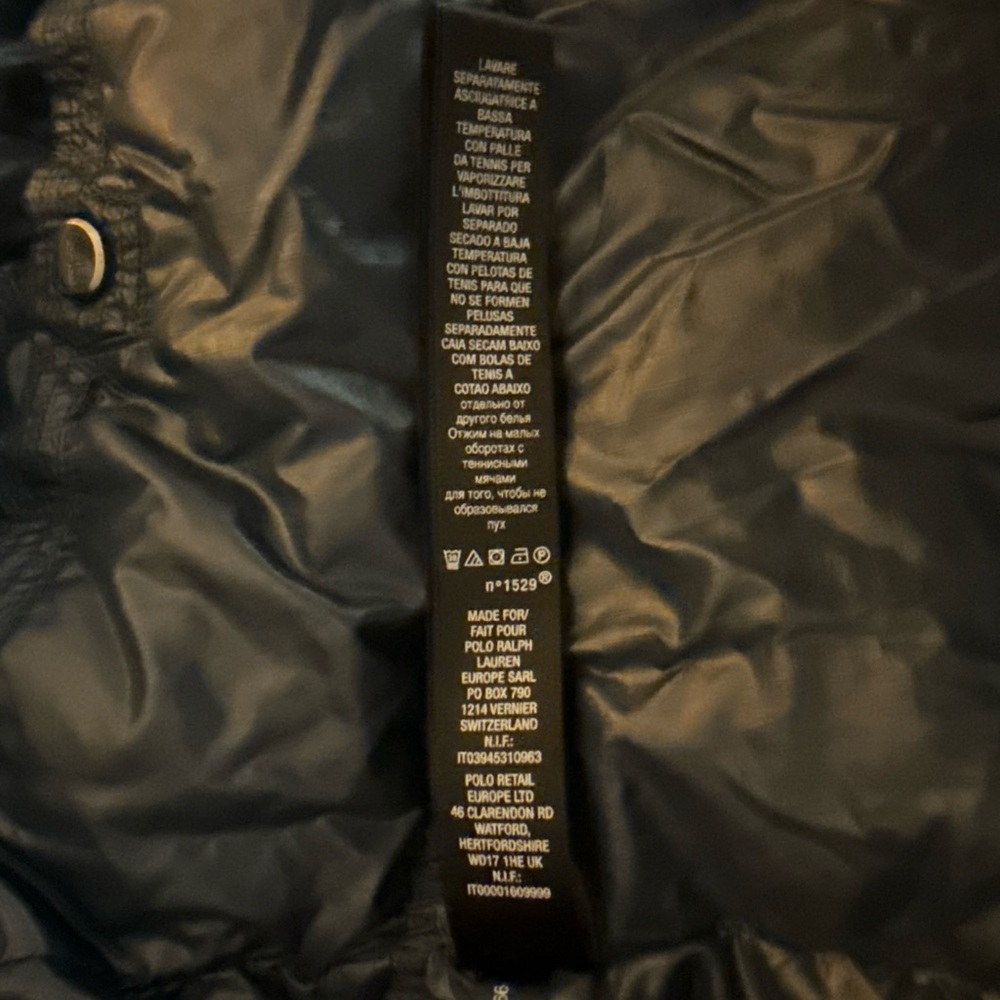 LAVARE
SEPARATAMENTE
ASCIUGATRICE A
BASSA
TEMPERATURA
CON PALLE
DA TENNIS PER
VAPORIZZARE
L'IMBOTTITURA
LAVAR POR
SEPARADO
SECADO A BAJA
TEMPERATURA
CON PELOTAS DE
TENIS PARA QUE
NO SE FORMEN
PELUSAS
SEPARADAMENTE
CAIA SECAM BAIXO
COM BOLAS DE
TENIS A
COTAO ABAIXO
отдельно от
другого белья
Отжим на малых
оборотах с
теннисными
мячами
для того, чтобы не
образовывался
пух
30 P
n°1529®
MADE FOR/
FAIT POUR
POLO RALPH
LAUREN
EUROPE SARL
PO BOX 790
1214 VERNIER
SWITZERLAND
N.I.F.:
IT03945310963
POLO RETAIL
EUROPE LTD
46 CLARENDON RD
WATFORD,
HERTFORDSHIRE
WD17 1HE UK
N.I.F.:
IT00001609999